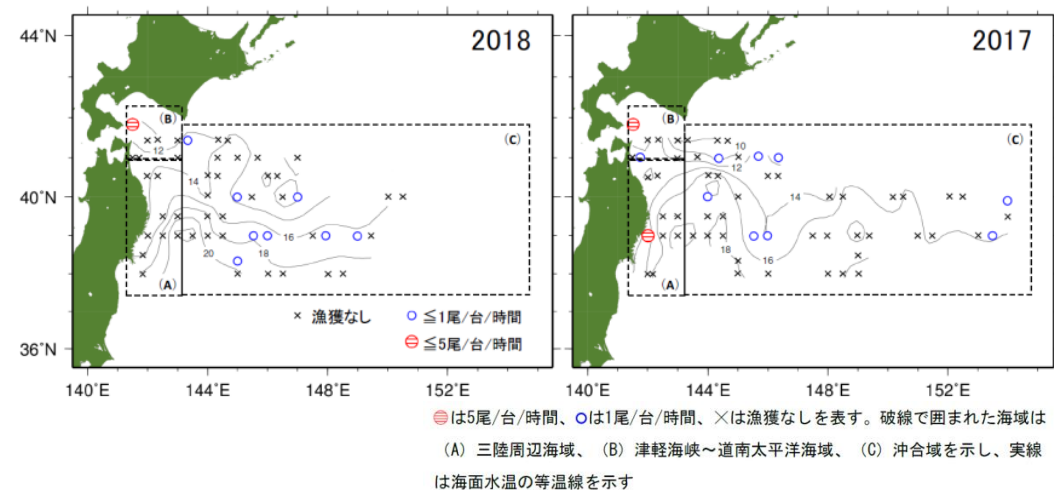 44°N
40°N
36°N
140°E
144°E
148°E
152°E
2018
(B)
(C)
(A)
12
14
16
18
20
× 漁獲なし
≦1尾/台/時間
≦5尾/台/時間
2017
(B)
(C)
(A)
10
12
14
16
18
140°E
144°E
148°E
152°E
は5尾/台/時間、○は1尾/台/時間、×は漁獲なしを表す。破線で囲まれた海域は
(A) 三陸周辺海域、(B) 津軽海峡～道南太平洋海域、(C) 沖合域を示し、実線
は海面水温の等温線を示す